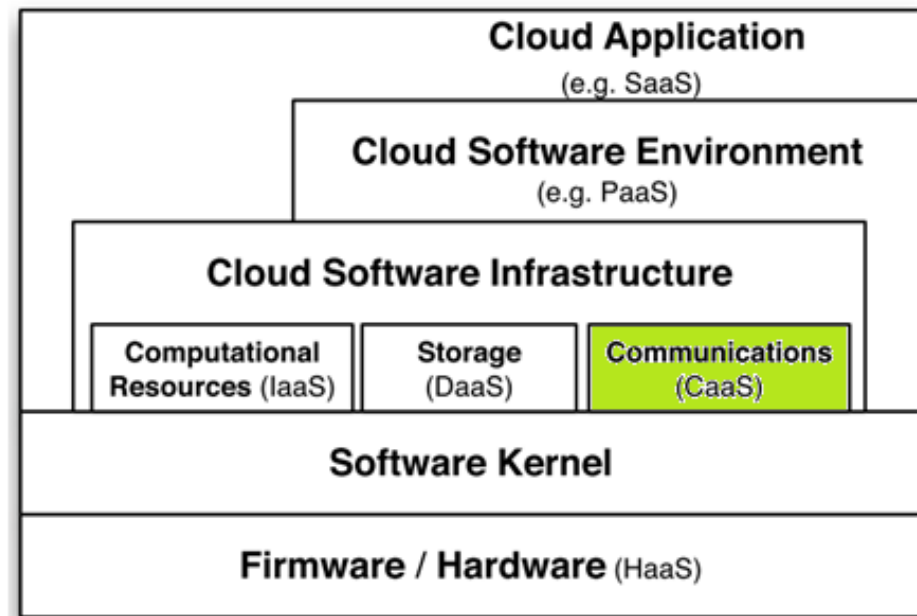 Cloud Application
(e.g. SaaS)
Cloud Software Environment
(e.g. PaaS)
Cloud Software Infrastructure
Computational
Resources (IaaS)
Storage
(DaaS)
Communications
(CaaS)
Software Kernel
Firmware / Hardware (HaaS)